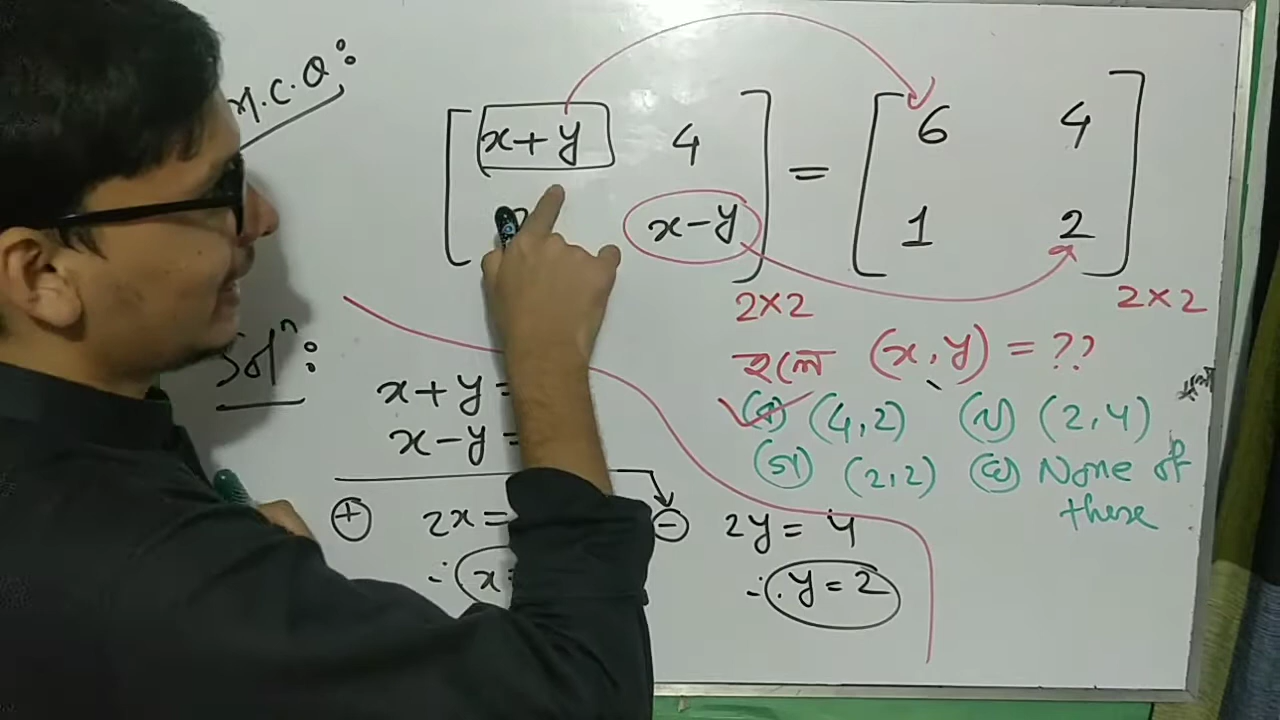 M.C.Q:
x+y 4 = 6 4
x-y 1 2
2×2 2×2
হলে (x,y) = ??
Solⁿ:
x+y=
(4,2) (2,4)
x-y=
(2,2) None of these
⊕ 2x= ⊖ 2y= 4
∴ x= ∴ y=2